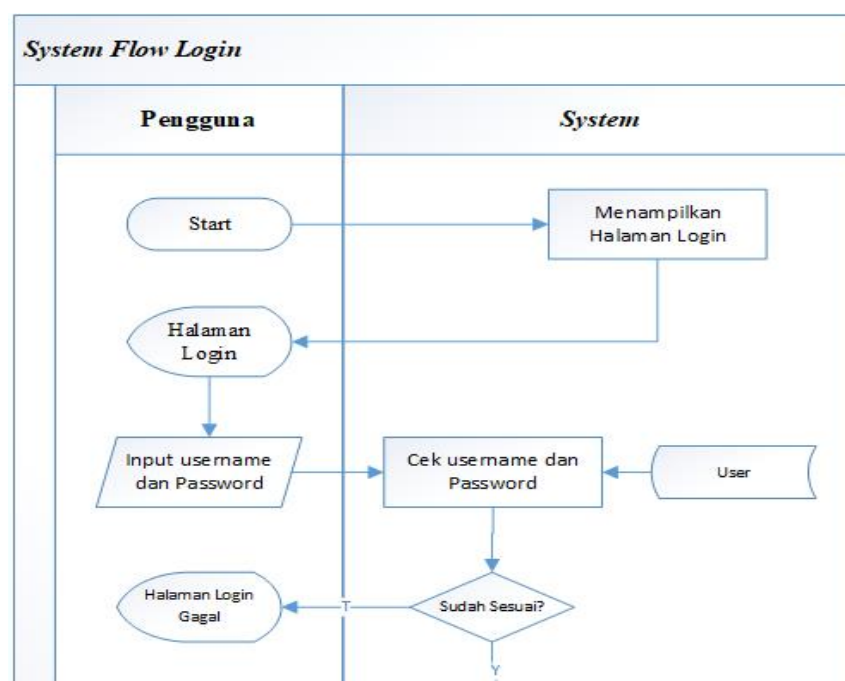 System Flow Login
Pengguna
System
Start
Menampilkan
Halaman Login
Halaman
Login
Input username
dan Password
Cek username dan
Password
User
Halaman Login
Gagal
T
Sudah Sesuai?
Y